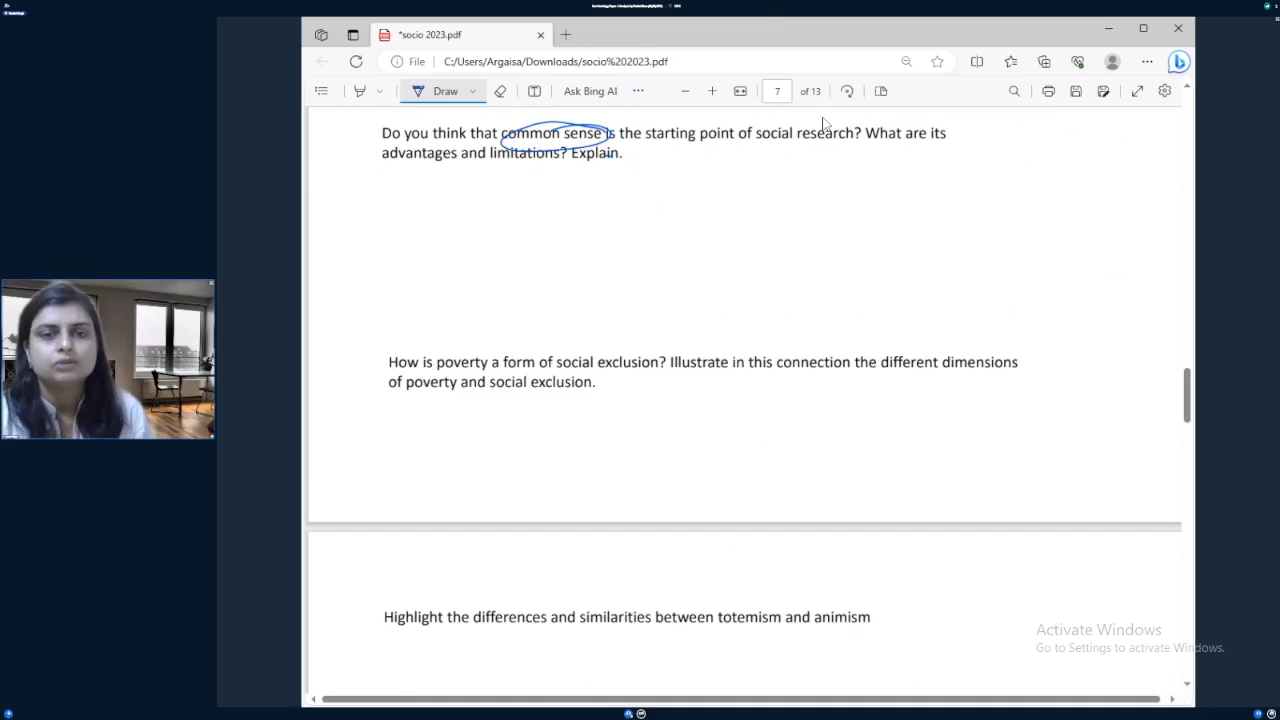 *socio 2023.pdf
File C:/Users/Argaisa/Downloads/socio%202023.pdf
Draw Ask Bing AI 7 of 13
Do you think that common sense is the starting point of social research? What are its
advantages and limitations? Explain.
How is poverty a form of social exclusion? Illustrate in this connection the different dimensions
of poverty and social exclusion.
Highlight the differences and similarities between totemism and animism
Activate Windows
Go to Settings to activate Windows.